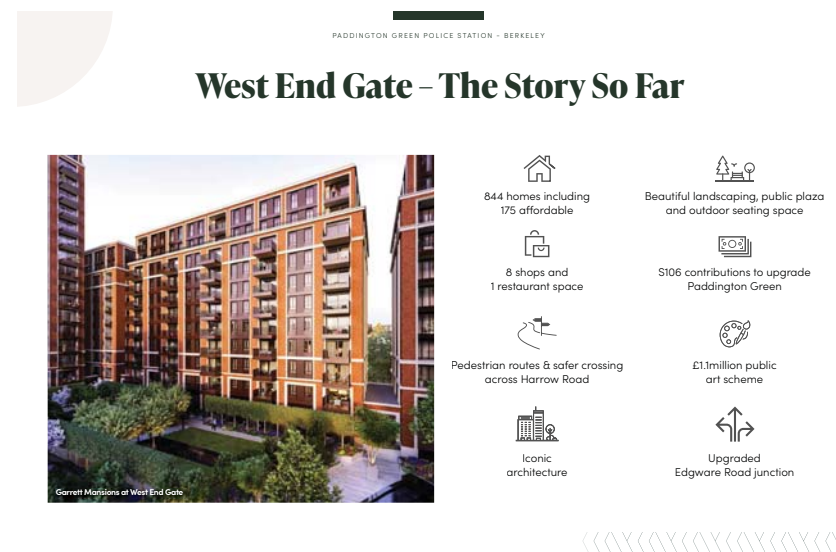 PADDINGTON GREEN POLICE STATION – BERKELEY
West End Gate – The Story So Far
844 homes including
175 affordable
Beautiful landscaping, public plaza
and outdoor seating space
8 shops and
1 restaurant space
S106 contributions to upgrade
Paddington Green
Pedestrian routes & safer crossing
across Harrow Road
£1.1million public
art scheme
Iconic
architecture
Upgraded
Edgware Road junction
Garrett Mansions at West End Gate